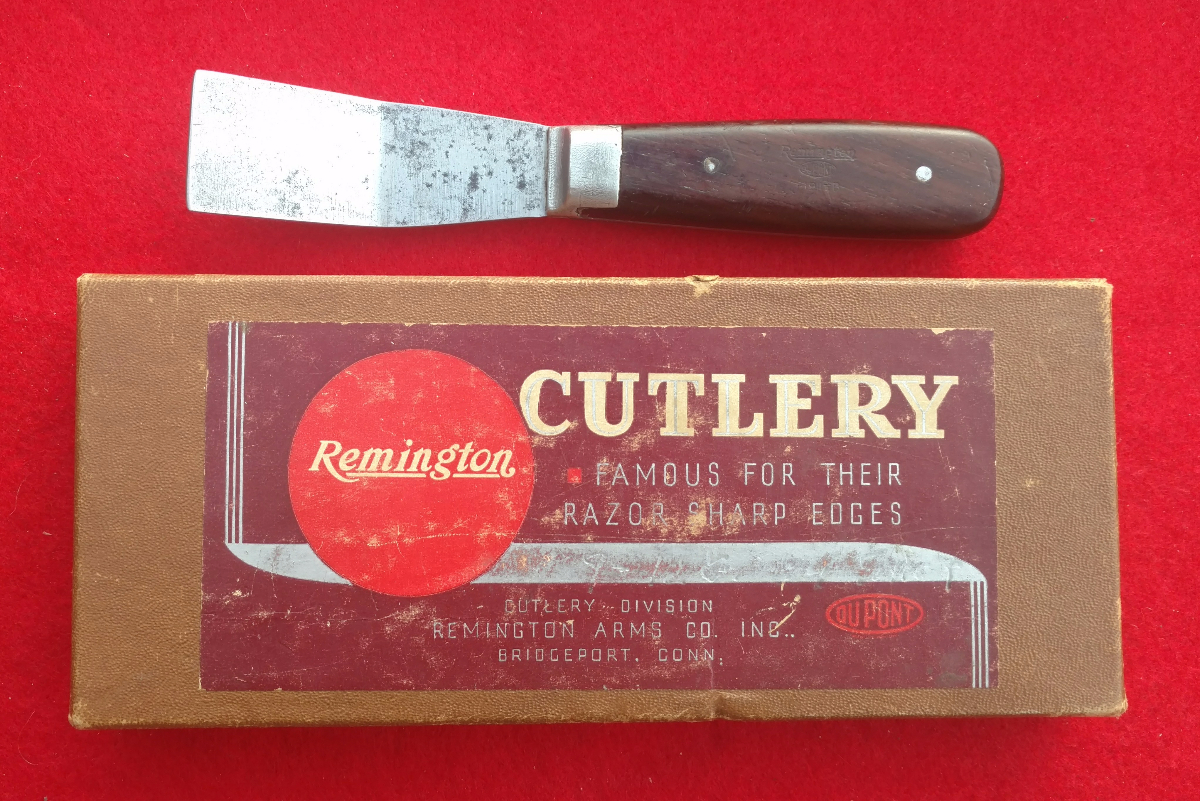 Remington
CUTLERY
FAMOUS FOR THEIR
RAZOR SHARP EDGES
CUTLERY DIVISION
REMINGTON ARMS CO. INC.,
BRIDGEPORT, CONN.
DU PONT